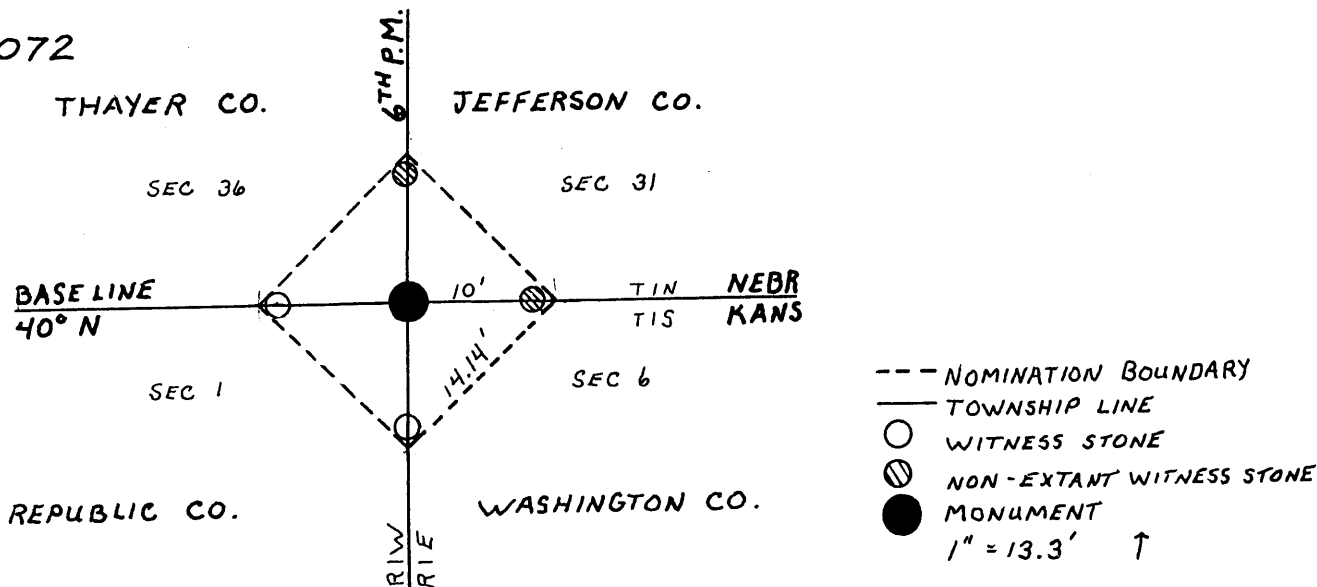 072
6TH P.M.
THAYER CO.
JEFFERSON CO.
SEC 36
SEC 31
BASE LINE
40° N
10'
T1N
T1S
NEBR
KANS
14.14'
SEC 1
SEC 6
REPUBLIC CO.
WASHINGTON CO.
R1W
R1E
NOMINATION BOUNDARY
TOWNSHIP LINE
WITNESS STONE
NON-EXTANT WITNESS STONE
MONUMENT
1" = 13.3' ↑